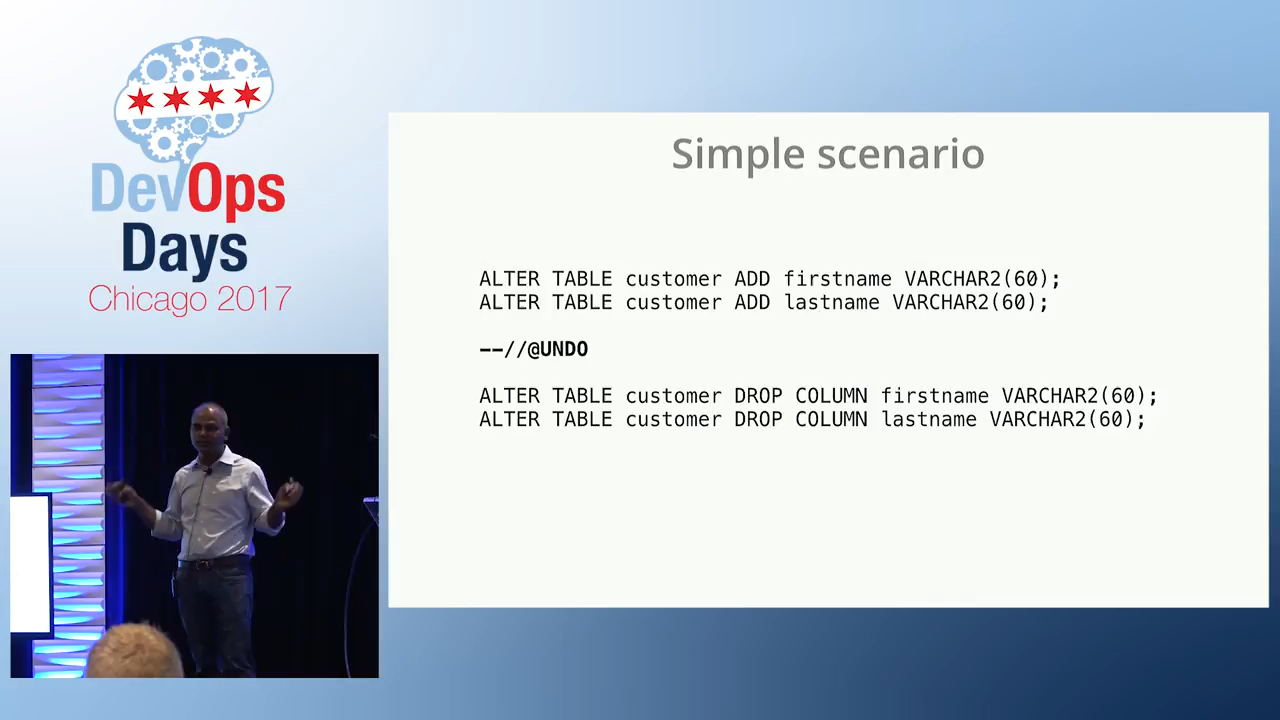 DevOps
Days
Chicago 2017
Simple scenario
ALTER TABLE customer ADD firstname VARCHAR2(60);
ALTER TABLE customer ADD lastname VARCHAR2(60);
--//@UNDO
ALTER TABLE customer DROP COLUMN firstname VARCHAR2(60);
ALTER TABLE customer DROP COLUMN lastname VARCHAR2(60);